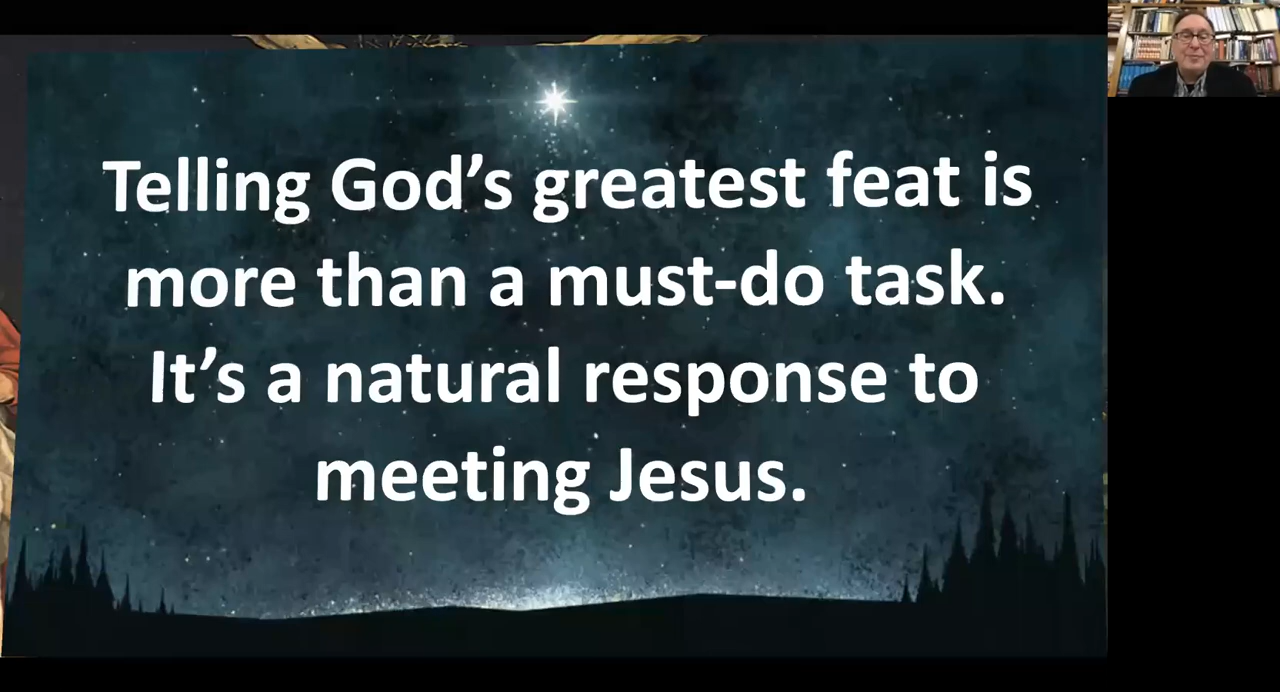 Telling God’s greatest feat is
more than a must-do task.
It’s a natural response to
meeting Jesus.